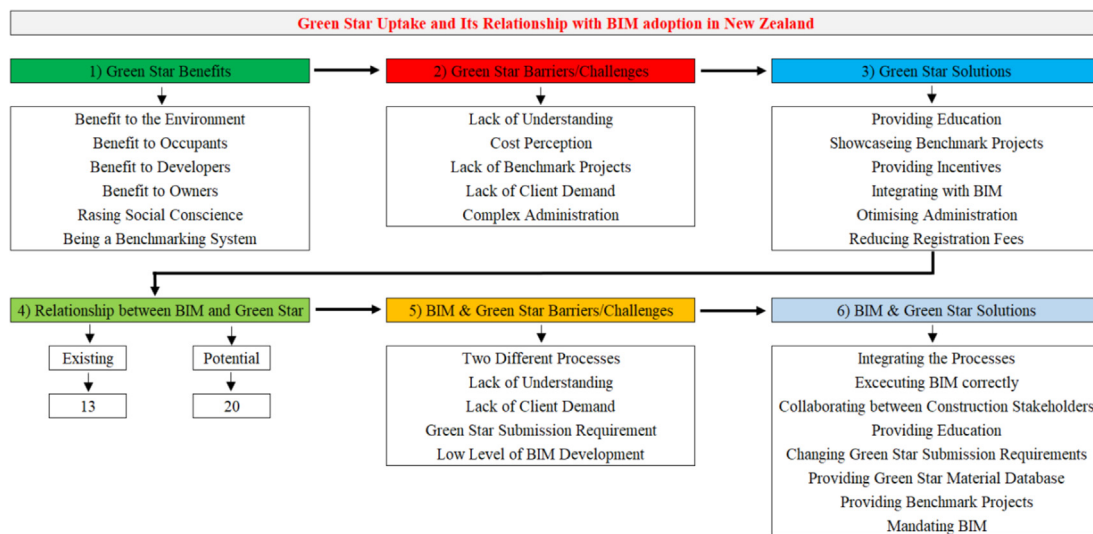 Green Star Uptake and Its Relationship with BIM adoption in New Zealand
1) Green Star Benefits
Benefit to the Environment
Benefit to Occupants
Benefit to Developers
Benefit to Owners
Rasing Social Conscience
Being a Benchmarking System
2) Green Star Barriers/Challenges
Lack of Understanding
Cost Perception
Lack of Benchmark Projects
Lack of Client Demand
Complex Administration
3) Green Star Solutions
Providing Education
Showcaseing Benchmark Projects
Providing Incentives
Integrating with BIM
Otimising Administration
Reducing Registration Fees
4) Relationship between BIM and Green Star
Existing
13
Potential
20
5) BIM & Green Star Barriers/Challenges
Two Different Processes
Lack of Understanding
Lack of Client Demand
Green Star Submission Requirement
Low Level of BIM Development
6) BIM & Green Star Solutions
Integrating the Processes
Excecuting BIM correctly
Collaborating between Construction Stakeholders
Providing Education
Changing Green Star Submission Requirements
Providing Green Star Material Database
Providing Benchmark Projects
Mandating BIM